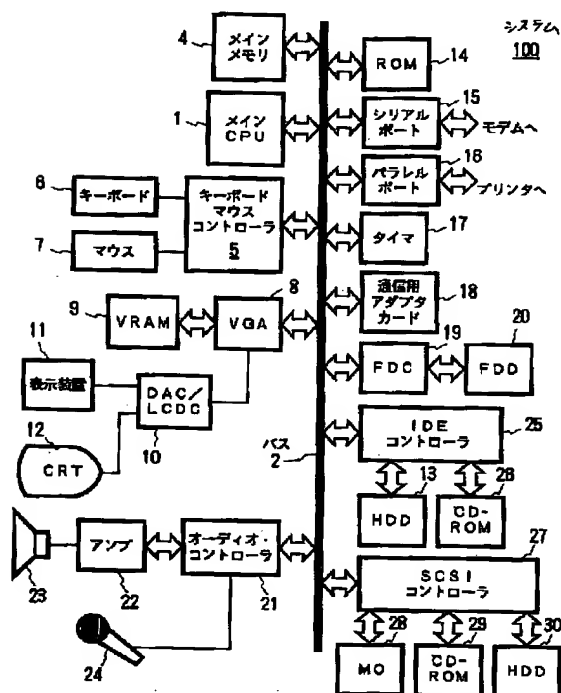 システム
100
4
メイン
メモリ
ROM
14
1
メイン
CPU
シリアル
ポート
15
モデムへ
6
キーボード
キーボード
マウス
コントローラ
5
パラレル
ポート
16
プリンタへ
7
マウス
タイマ
17
9
VRAM
8
VGA
通信用
アダプタ
カード
18
11
表示装置
DAC/
LCDC
10
19
FDC
20
FDD
12
CRT
バス
2
IDE
コントローラ
25
13
HDD
26
CD-
ROM
23
アンプ
22
オーディオ・
コントローラ
21
27
SCSI
コントローラ
24
28
MO
29
CD-
ROM
30
HDD